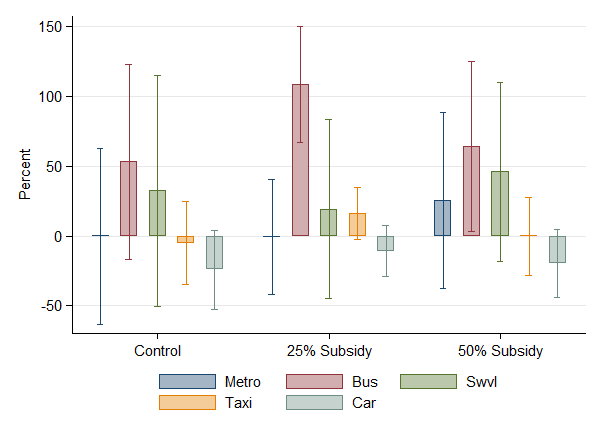 150
100
50
0
-50
Percent
Control 25% Subsidy 50% Subsidy
Metro Bus Swvl
Taxi Car